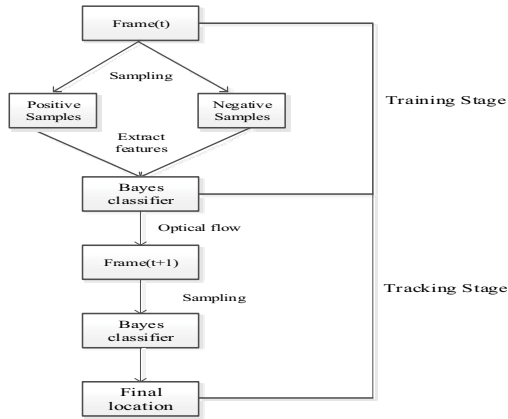 Frame(t)
Sampling
Positive
Samples
Negative
Samples
Training Stage
Extract
features
Bayes
classifier
Optical flow
Frame(t+1)
Tracking Stage
Sampling
Bayes
classifier
Final
location